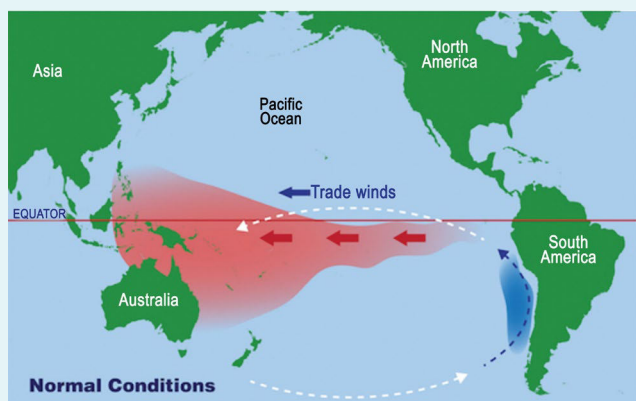 Asia
North
America
Pacific
Ocean
Trade winds
EQUATOR
South
America
Australia
Normal Conditions